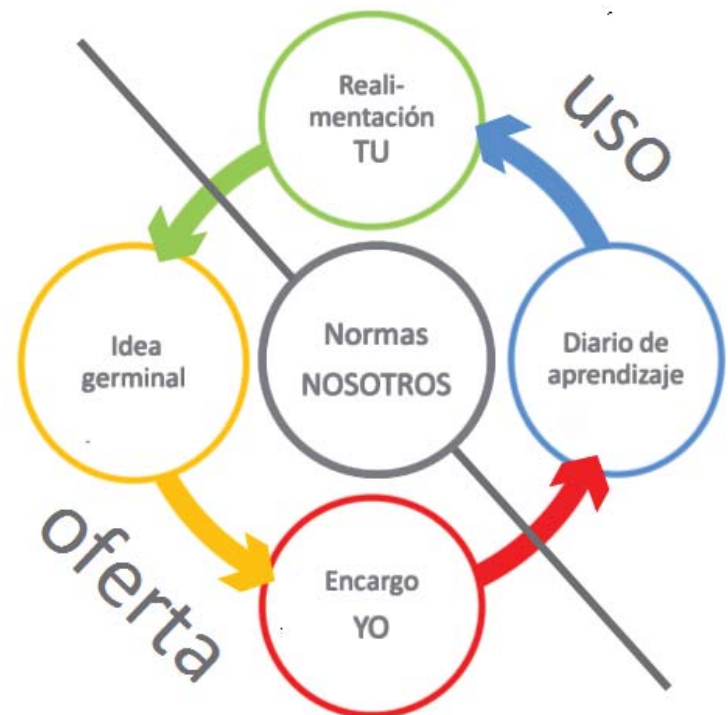 Reali-
mentación
TU
uso
Idea
germinal
Normas
NOSOTROS
Diario de
aprendizaje
oferta
Encargo
YO